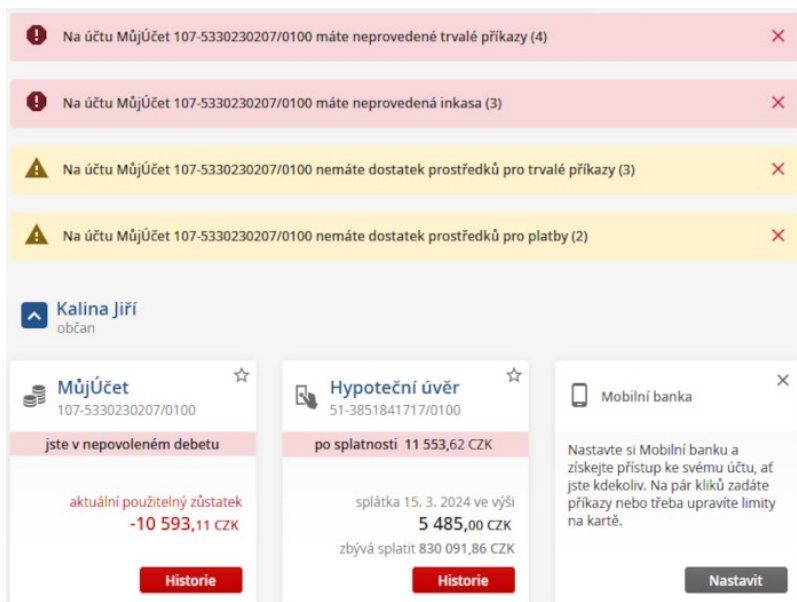 Na účtu MůjÚčet 107-5330230207/0100 máte neprovedené trvalé příkazy (4)
Na účtu MůjÚčet 107-5330230207/0100 máte neprovedená inkasa (3)
Na účtu MůjÚčet 107-5330230207/0100 nemáte dostatek prostředků pro trvalé příkazy (3)
Na účtu MůjÚčet 107-5330230207/0100 nemáte dostatek prostředků pro platby (2)
Kalina Jiří
občan
MůjÚčet
107-5330230207/0100
jste v nepovoleném debetu
aktuální použitelný zůstatek
-10 593,11 CZK
Historie
Hypoteční úvěr
51-3851841717/0100
po splatnosti 11 553,62 CZK
splátka 15. 3. 2024 ve výši
5 485,00 CZK
zbývá splatit 830 091,86 CZK
Historie
Mobilní banka
Nastavte si Mobilní banku a
získejte přístup ke svému účtu, ať
jste kdekoliv. Na pár kliků zadáte
příkazy nebo třeba upravíte limity
na kartě.
Nastavit